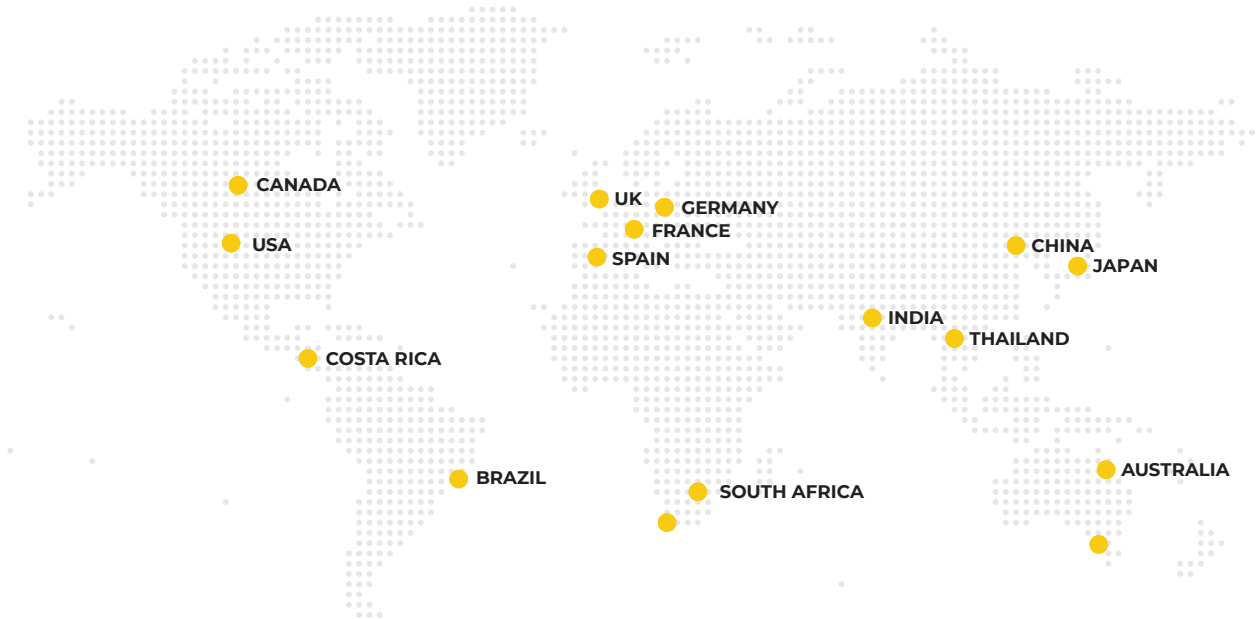 CANADA
UK
GERMANY
FRANCE
USA
CHINA
SPAIN
JAPAN
INDIA
THAILAND
COSTA RICA
AUSTRALIA
BRAZIL
SOUTH AFRICA